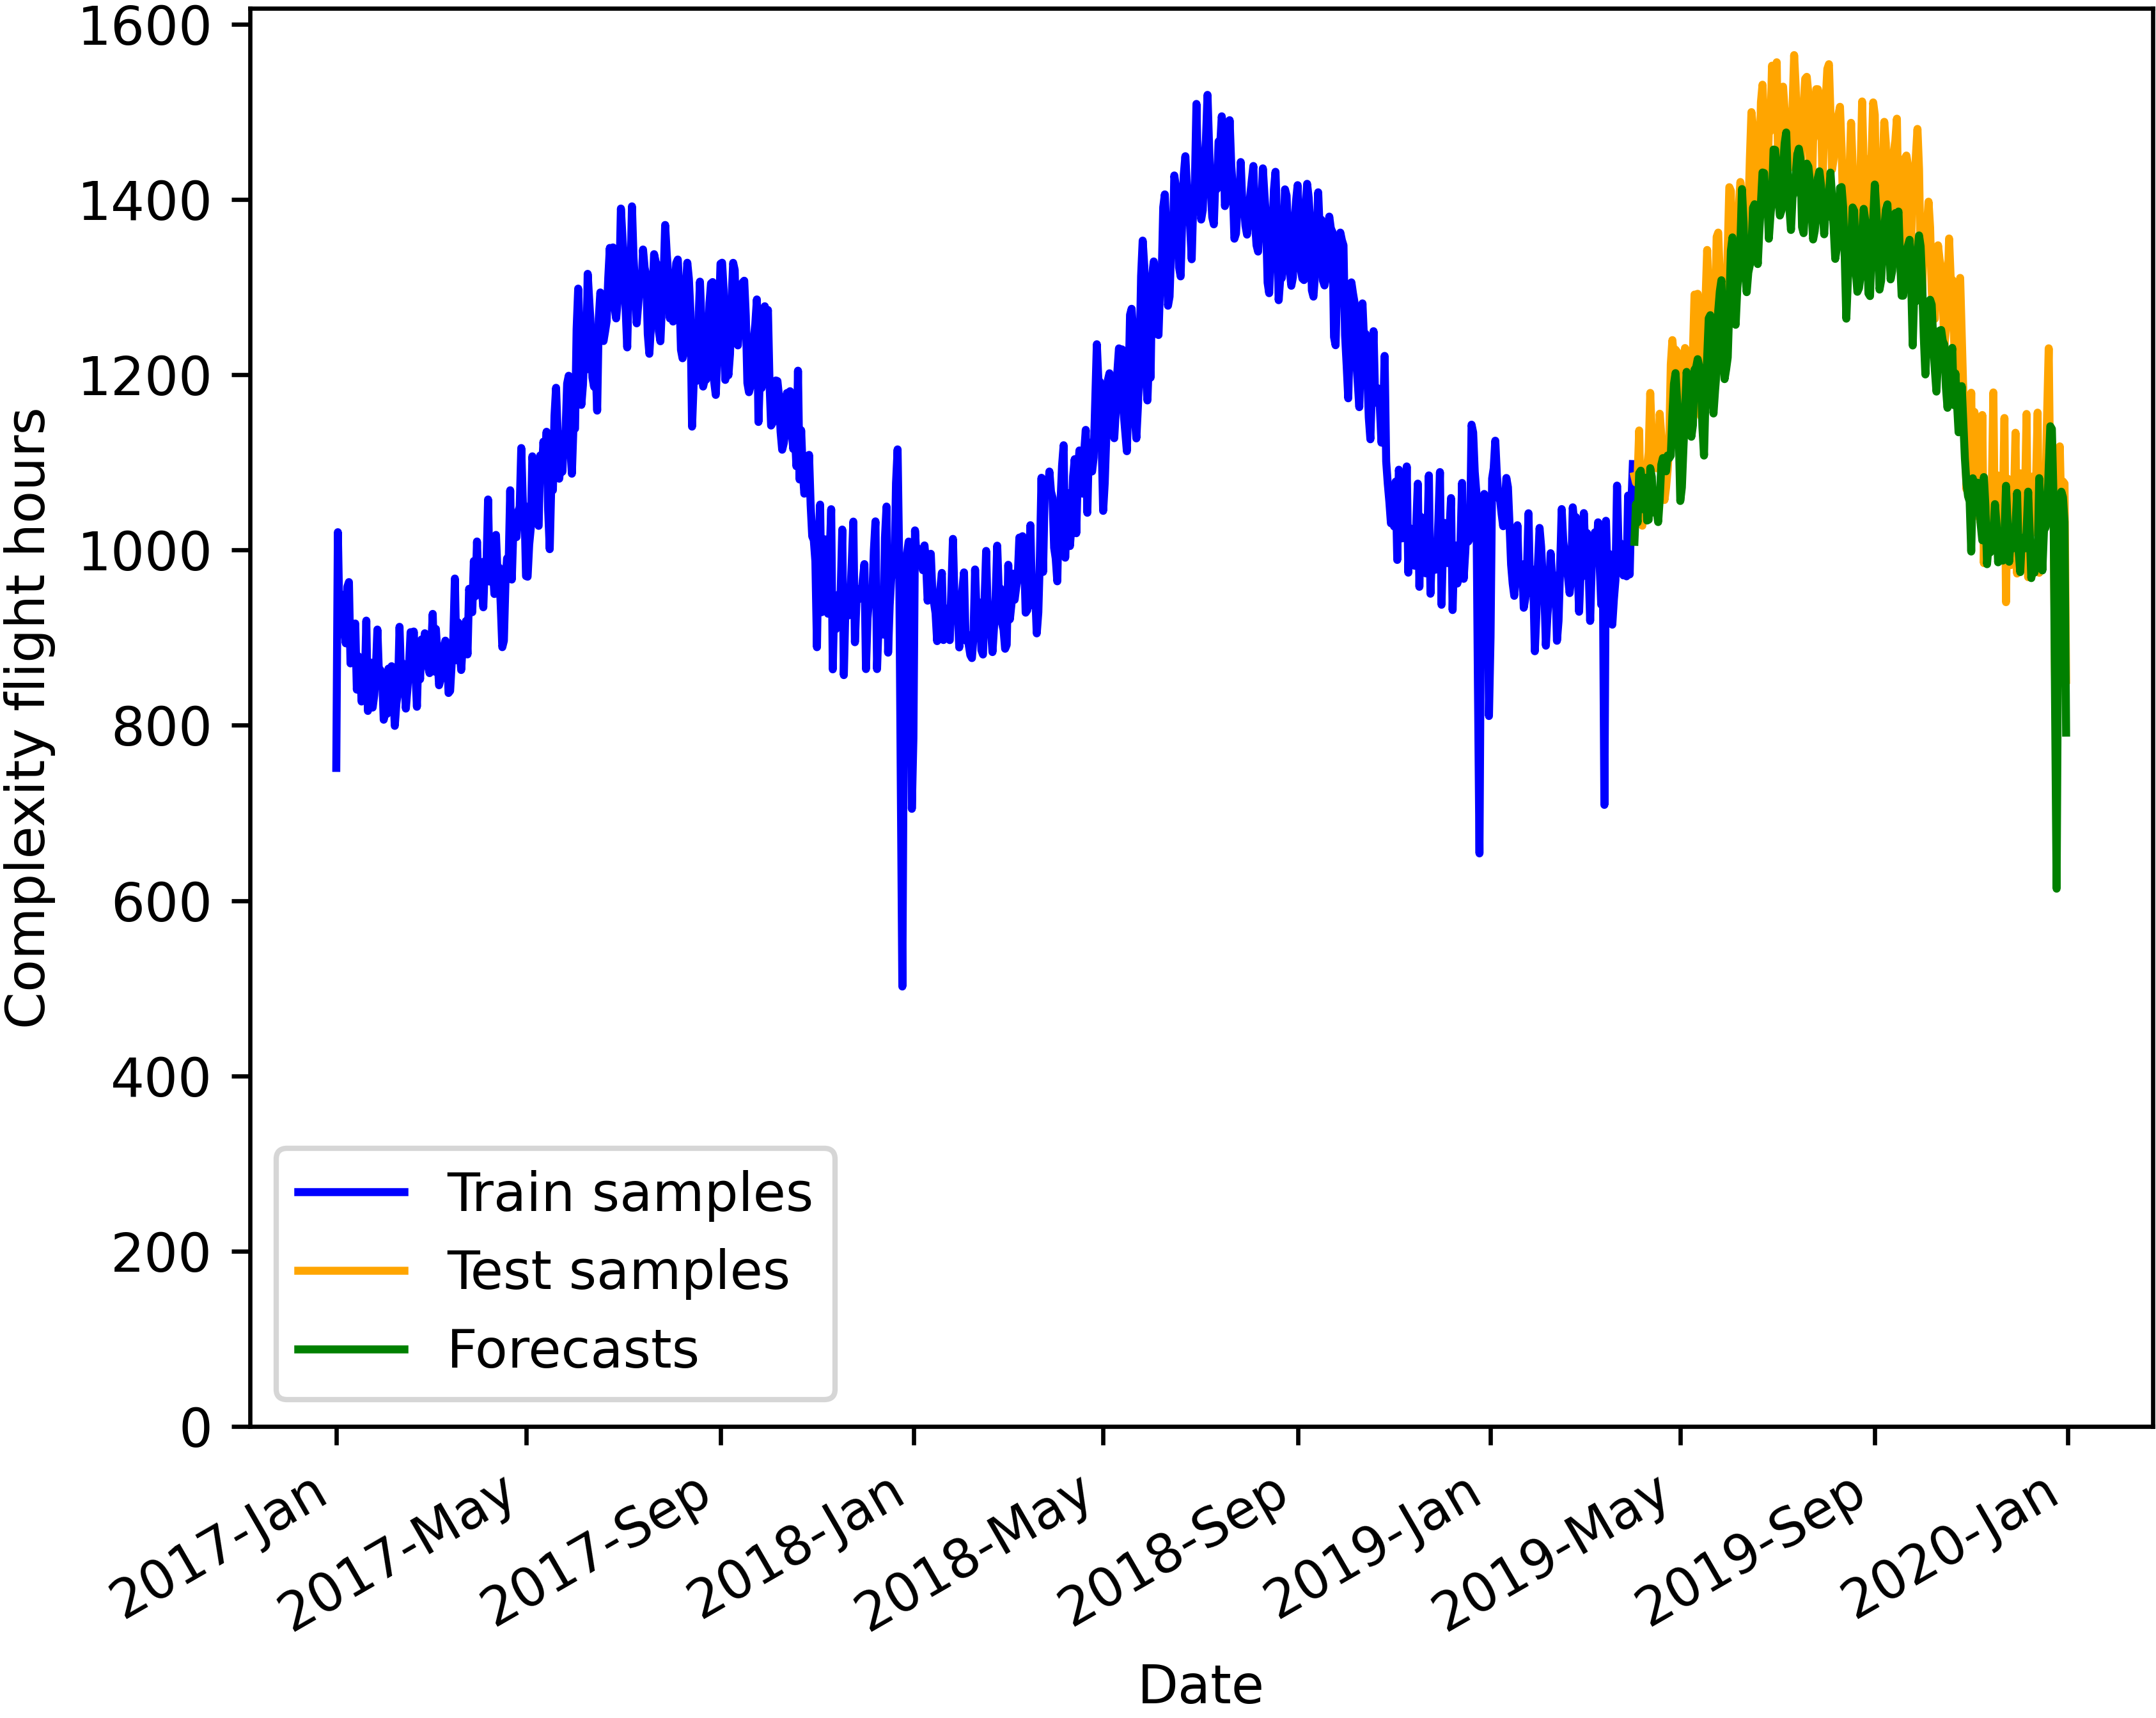 Complexity flight hours
1600
1400
1200
1000
800
600
400
200
0
Train samples
Test samples
Forecasts
2017-Jan
2017-May
2017-Sep
2018-Jan
2018-May
2018-Sep
2019-Jan
2019-May
2019-Sep
2020-Jan
Date